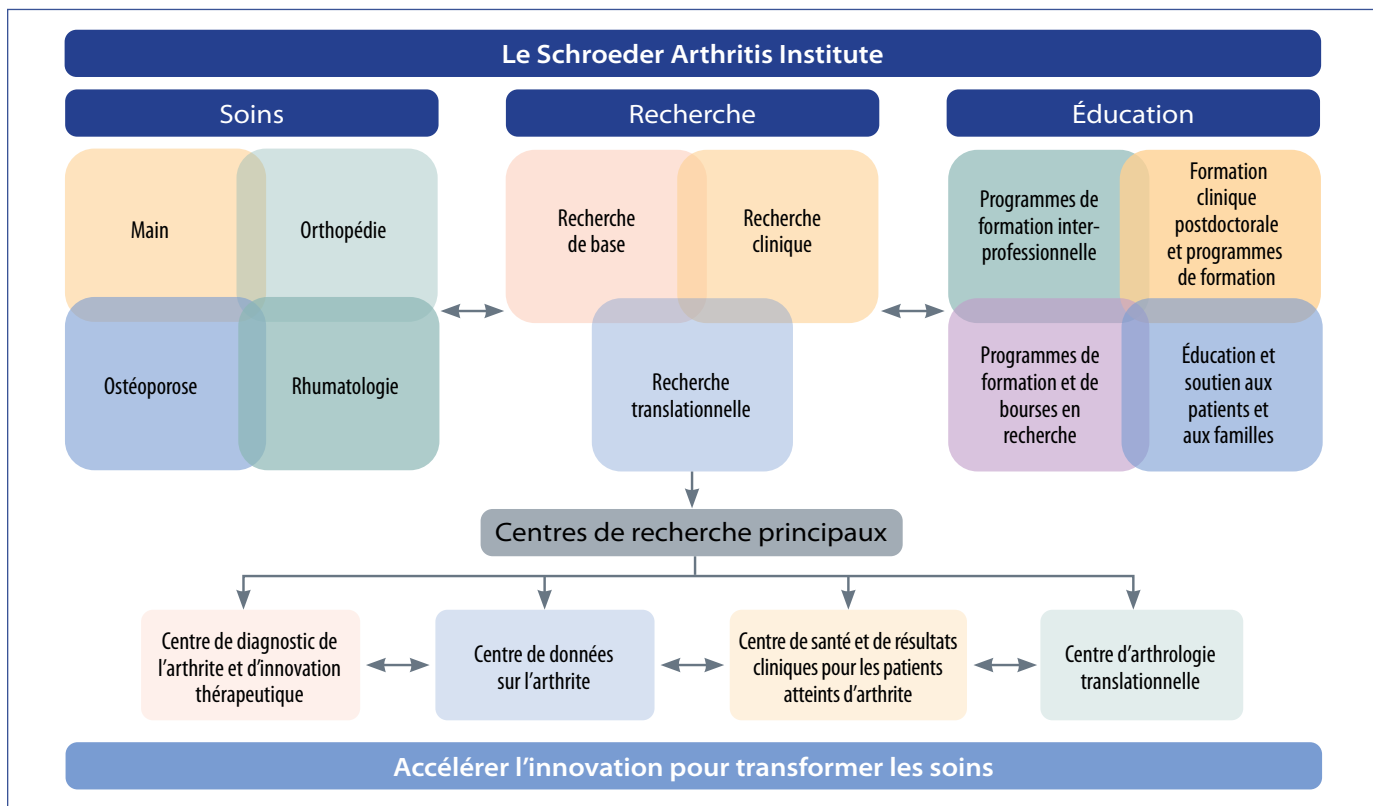 Le Schroeder Arthritis Institute
Soins
Main
Orthopédie
Ostéoporose
Rhumatologie
Recherche
Recherche
de base
Recherche
clinique
Recherche
translationnelle
Éducation
Programmes de
formation inter-
professionnelle
Formation
clinique
postdoctorale
et programmes
de formation
Programmes de
formation et de
bourses en
recherche
Éducation et
soutien aux
patients et
aux familles
Centres de recherche principaux
Centre de diagnostic de
l'arthrite et d'innovation
thérapeutique
Centre de données
sur l'arthrite
Centre de santé et de résultats
cliniques pour les patients
atteints d'arthrite
Centre d'arthrologie
translationnelle
Accélérer l'innovation pour transformer les soins